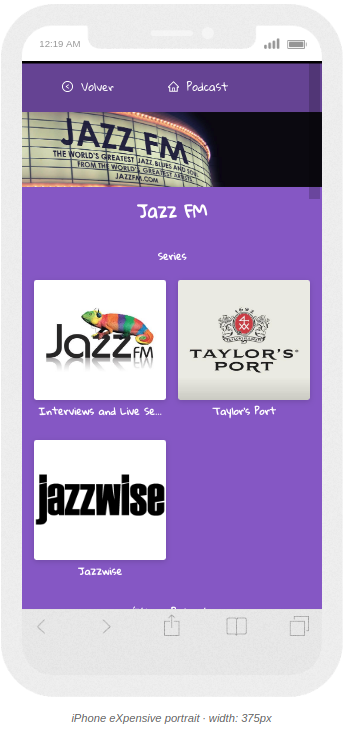 12:19 AM
Volver Podcast
JAZZ FM
THE WORLD'S GREATEST JAZZ BLUES AND SOUL
FROM THE WORLD'S GREATEST ARTISTS
JAZZFM.COM
Jazz FM
Series
Jazz FM
TAYLOR'S®
PORT
Interviews and Live Se...
Taylor's Port
jazzwise
Jazzwise
iPhone eXpensive portrait · width: 375px